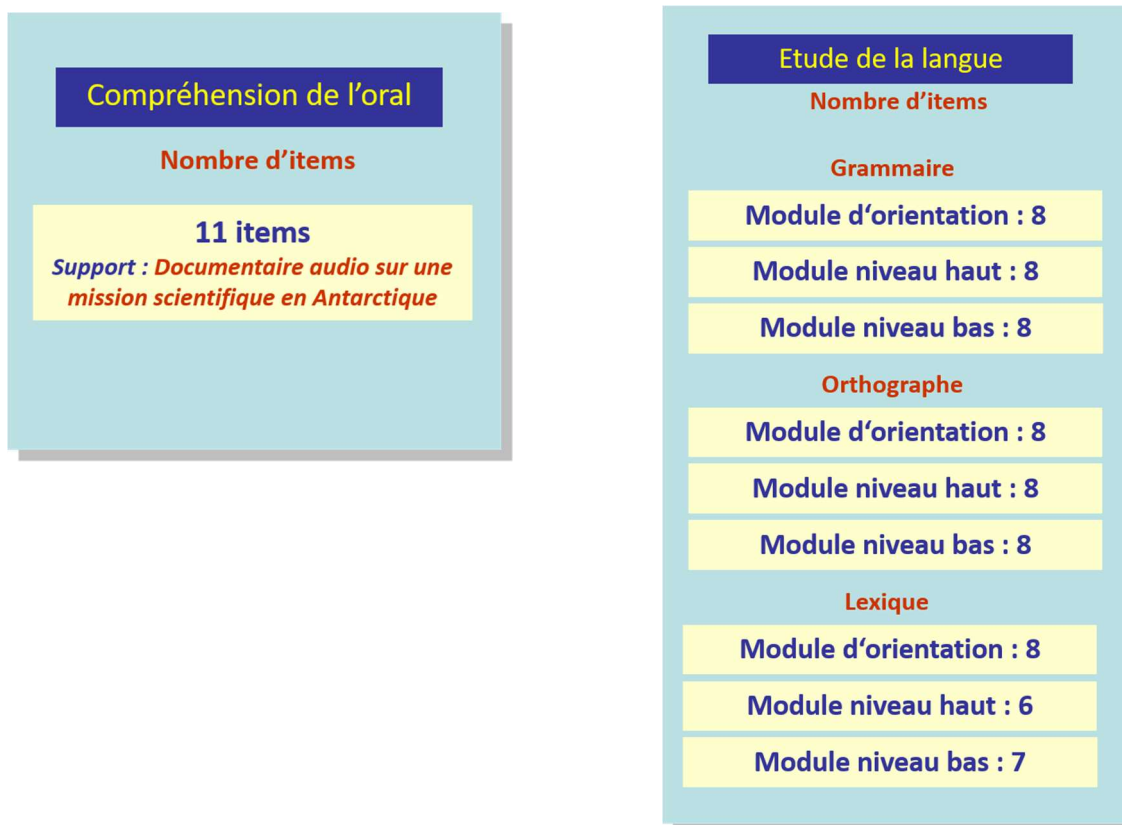 Compréhension de l’oral
Nombre d’items
11 items
Support : Documentaire audio sur une
mission scientifique en Antarctique
Etude de la langue
Nombre d’items
Grammaire
Module d‘orientation : 8
Module niveau haut : 8
Module niveau bas : 8
Orthographe
Module d‘orientation : 8
Module niveau haut : 8
Module niveau bas : 8
Lexique
Module d‘orientation : 8
Module niveau haut : 6
Module niveau bas : 7